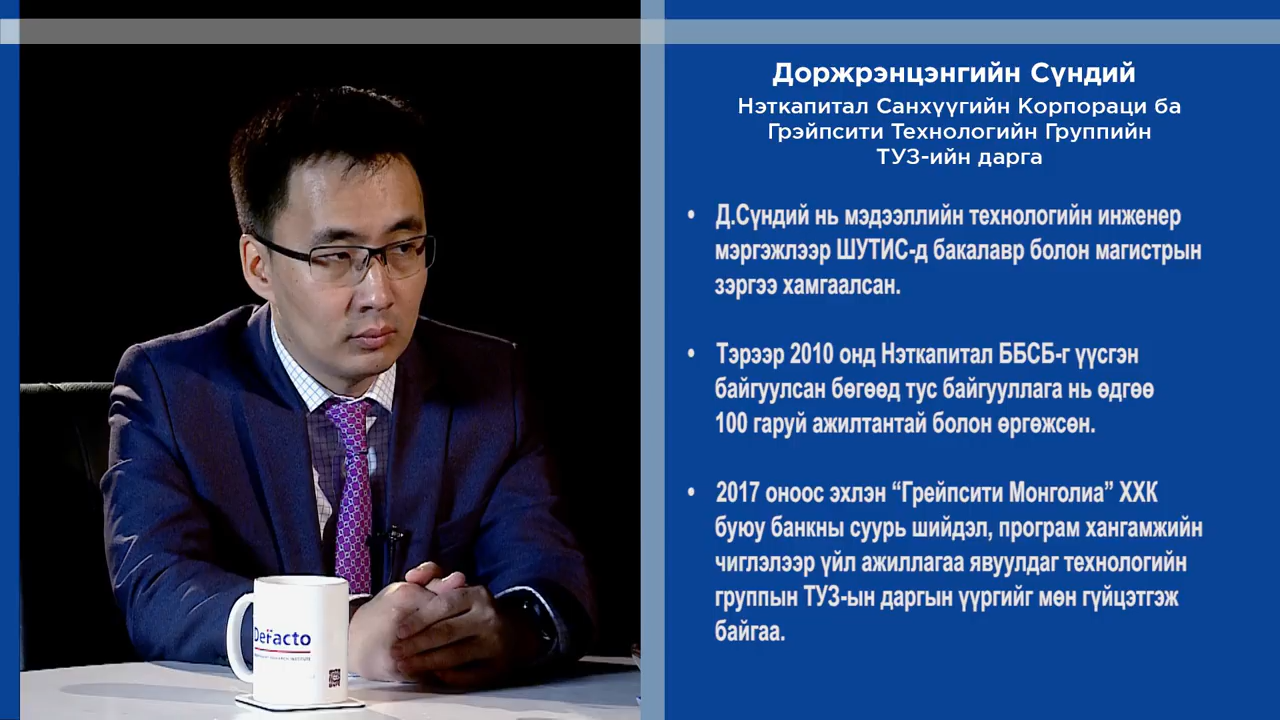 Доржрэнцэнгийн Сүндий
Нэткапитал Санхүүгийн Корпораци ба
Грэйпсити Технологийн Группийн
ТУЗ-ийн дарга
• Д.Сүндий нь мэдээллийн технологийн инженер
мэргэжлээр ШУТИС-д бакалавр болон магистрын
зэргээ хамгаалсан.
• Тэрээр 2010 онд Нэткапитал ББСБ-г үүсгэн
байгуулсан бөгөөд тус байгууллага нь өдгөө
100 гаруй ажилтантай болон өргөжсөн.
• 2017 оноос эхлэн “Грейпсити Монголиа” ХХК
буюу банкны суурь шийдэл, програм хангамжийн
чиглэлээр үйл ажиллагаа явуулдаг технологийн
группын ТУЗ-ын даргын үүргийг мөн гүйцэтгэж
байгаа.
DeFacto